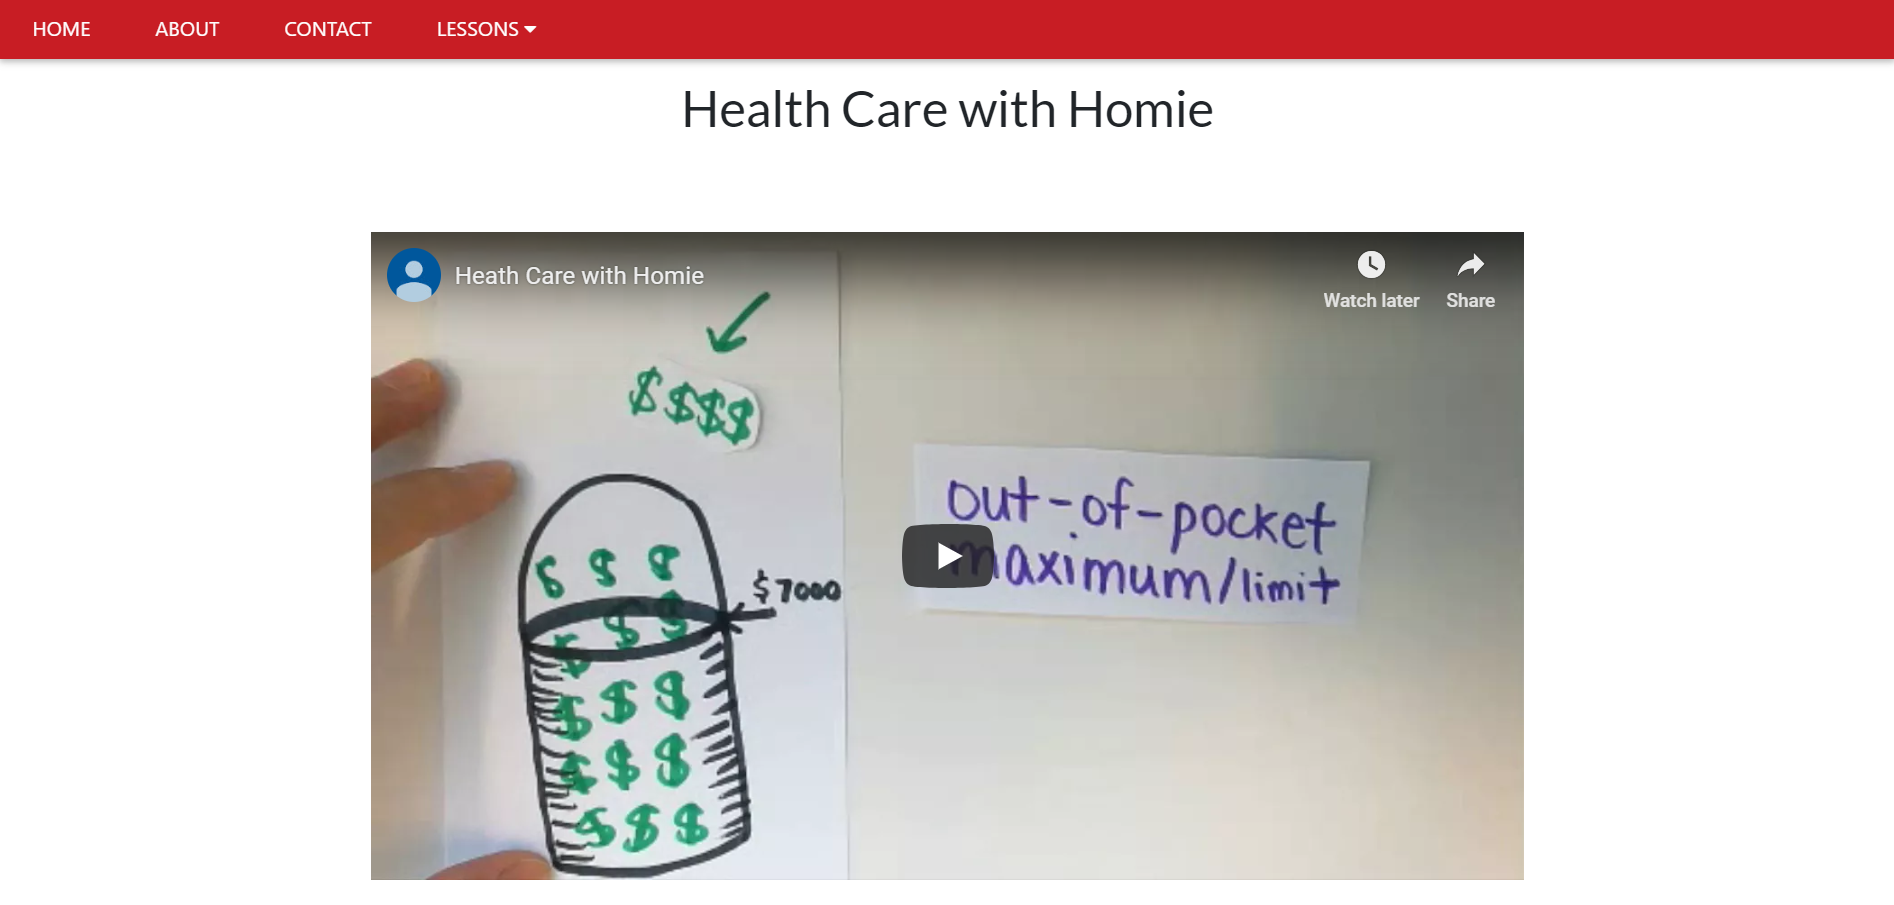 HOME ABOUT CONTACT LESSONS
Health Care with Homie
Heath Care with Homie
Watch later Share
$$$$
$ $ $
$7000
$ $
$
$ $ $
$ $ $
$ $ $
out-of-pocket
maximum/limit